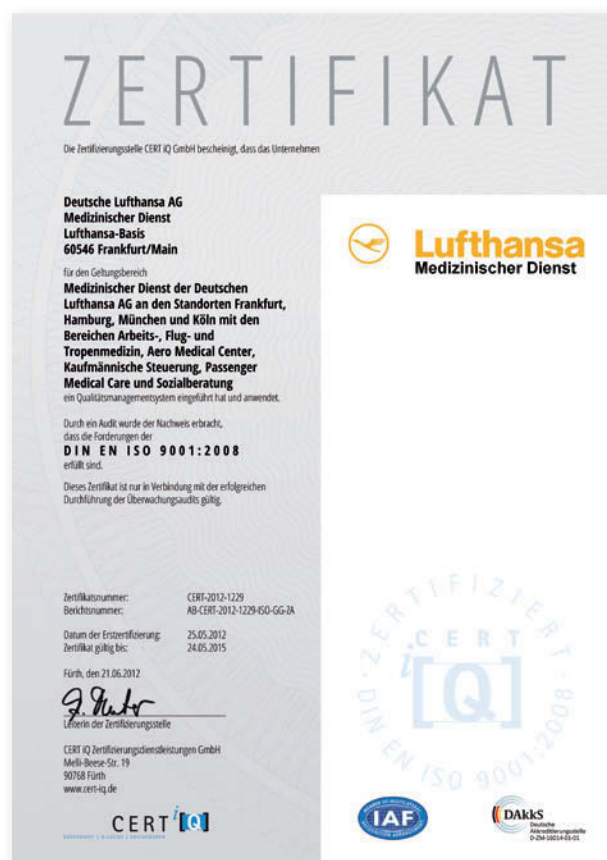 ZERTIFIKAT
Die Zertifizierungsstelle CERT iQ GmbH bescheinigt, dass das Unternehmen
Deutsche Lufthansa AG
Medizinischer Dienst
Lufthansa-Basis
60546 Frankfurt/Main
für den Geltungsbereich
Medizinischer Dienst der Deutschen
Lufthansa AG an den Standorten Frankfurt,
Hamburg, München und Köln mit den
Bereichen Arbeits-, Flug- und
Tropenmedizin, Aero Medical Center,
Kaufmännische Steuerung, Passenger
Medical Care und Sozialberatung
ein Qualitätsmanagementsystem eingeführt hat und anwendet.
Durch ein Audit wurde der Nachweis erbracht,
dass die Forderungen der
DIN EN ISO 9001:2008
erfüllt sind.
Dieses Zertifikat ist nur in Verbindung mit der erfolgreichen
Durchführung der Überwachungsaudits gültig.
Zertifikatsnummer: CERT-2012-1229
Berichtsnummer: AB-CERT-2012-1229-ISO-GG-ZA
Datum der Erstzertifizierung: 25.05.2012
Zertifikat gültig bis: 24.05.2015
Fürth, den 21.06.2012
Leiterin der Zertifizierungsstelle
CERT iQ Zertifizierungsdienstleistungen GmbH
Melli-Beese-Str. 19
90768 Fürth
www.cert-iq.de
CERT i[Q]
Lufthansa
Medizinischer Dienst
ZERTIFIZIERT
CERT
i[Q]
DIN EN ISO 9001:2008
IAF
DAkkS
Deutsche
Akkreditierungsstelle
D-ZM-16014-01-01